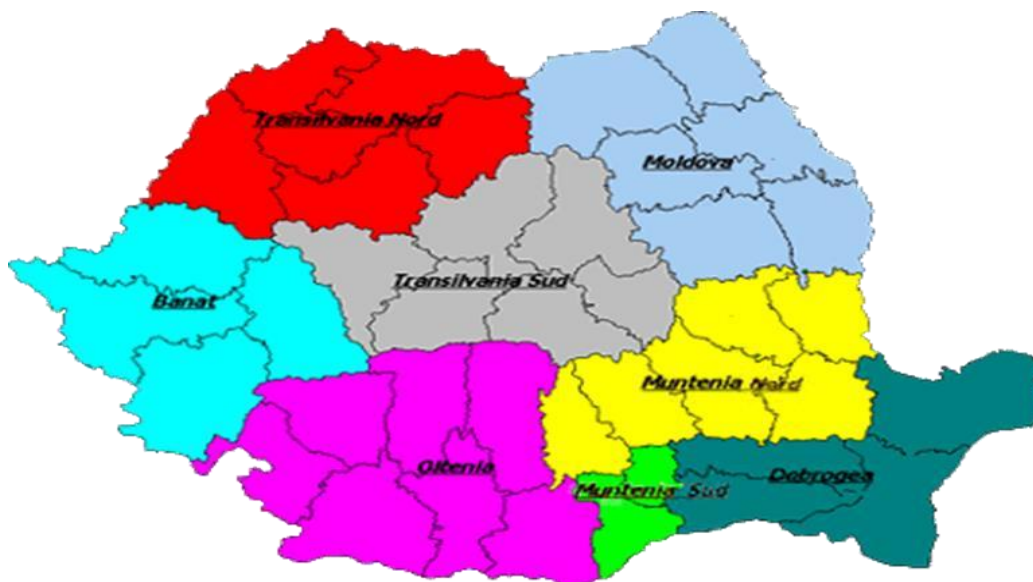 Transilvania Nord
Moldova
Transilvania Sud
Banat
Muntenia Nord
Oltenia
Dobrogea
Muntenia Sud